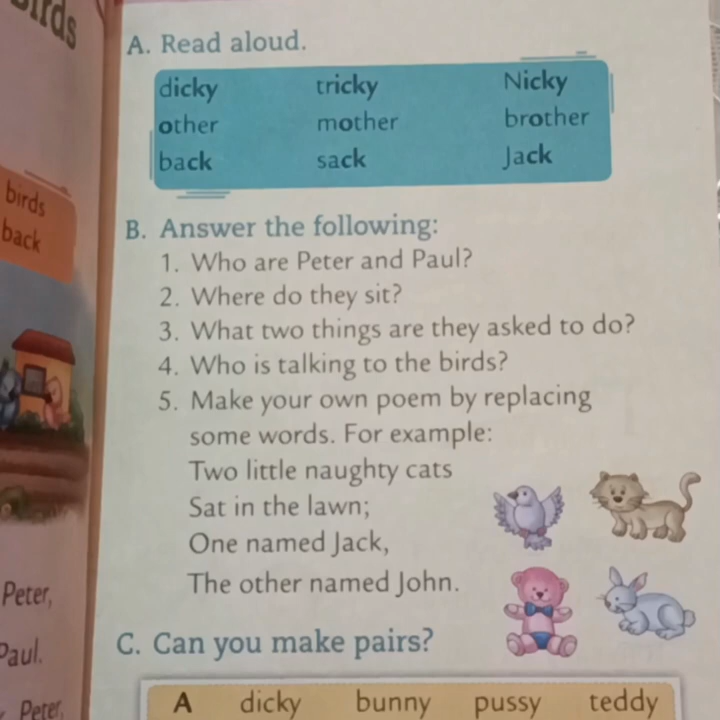 irds
birds
back
Peter,
Paul.
Peter,
A. Read aloud.
dicky tricky Nicky
other mother brother
back sack Jack
B. Answer the following:
1. Who are Peter and Paul?
2. Where do they sit?
3. What two things are they asked to do?
4. Who is talking to the birds?
5. Make your own poem by replacing
some words. For example:
Two little naughty cats
Sat in the lawn;
One named Jack,
The other named John.
C. Can you make pairs?
A dicky bunny pussy teddy